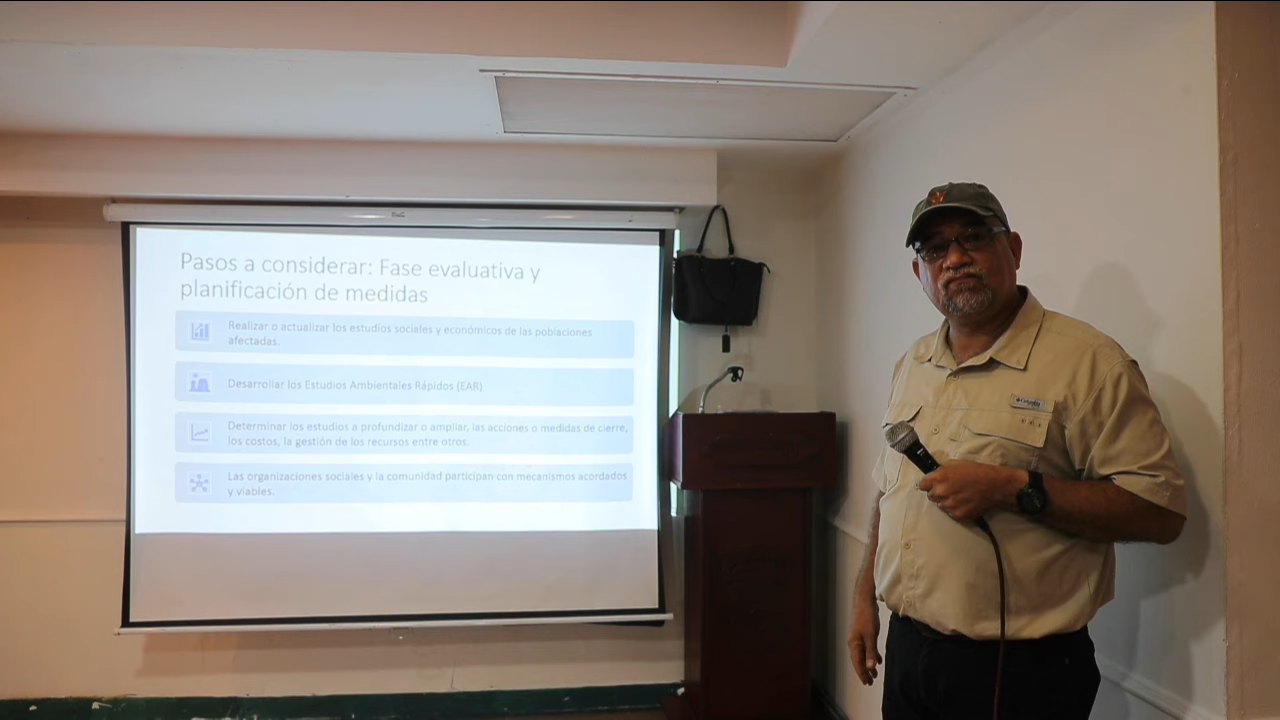 Pasos a considerar: Fase evaluativa y
planificación de medidas
Realizar o actualizar los estudios sociales y económicos de las poblaciones
afectadas.
Desarrollar los Estudios Ambientales Rápidos (EAR)
Determinar los estudios a profundizar o ampliar, las acciones o medidas de cierre,
los costos, la gestión de los recursos entre otros.
Las organizaciones sociales y la comunidad participan con mecanismos acordados
y viables.